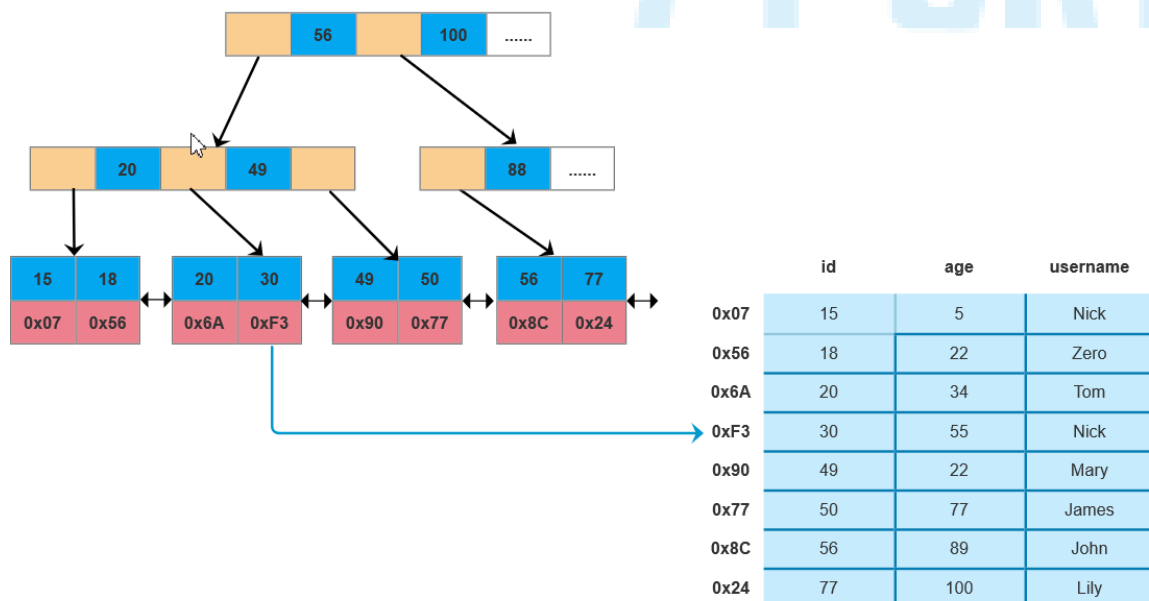 56 100 ......
20 49
88 ......
15 18
20 30
49 50
56 77
0x07 0x56
0x6A 0xF3
0x90 0x77
0x8C 0x24
id age username
0x07 15 5 Nick
0x56 18 22 Zero
0x6A 20 34 Tom
0xF3 30 55 Nick
0x90 49 22 Mary
0x77 50 77 James
0x8C 56 89 John
0x24 77 100 Lily